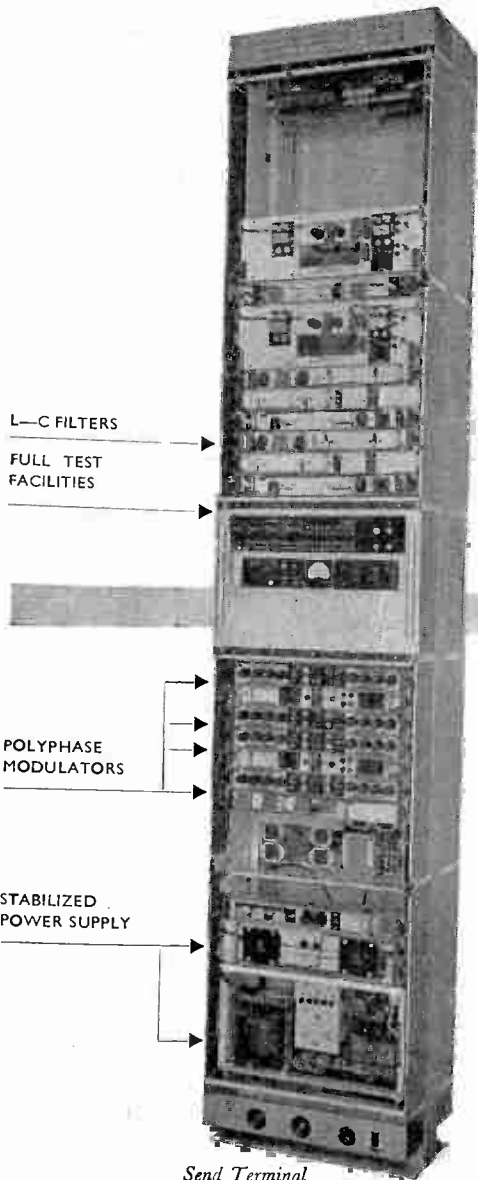 L—C FILTERS
FULL TEST
FACILITIES
POLYPHASE
MODULATORS
STABILIZED
POWER SUPPLY
Send Terminal